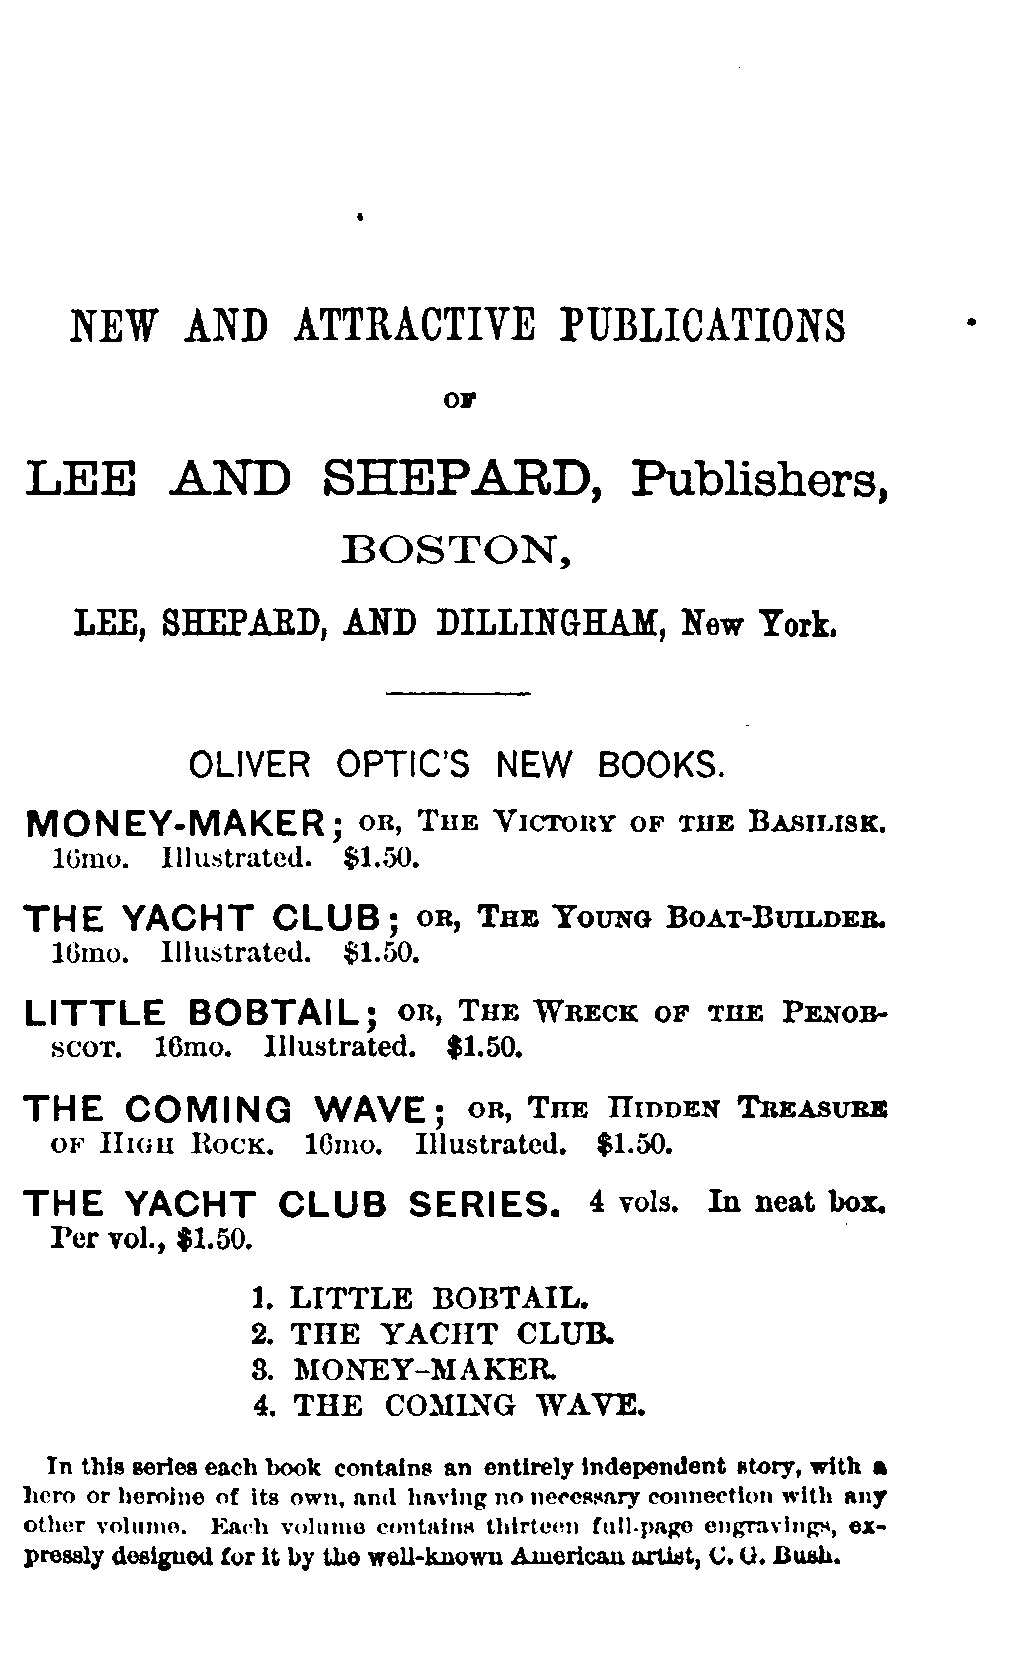 NEW AND ATTRACTIVE PUBLICATIONS
OF
LEE AND SHEPARD, Publishers,
BOSTON,
LEE, SHEPARD, AND DILLINGHAM, New York.
OLIVER OPTIC'S NEW BOOKS.
MONEY-MAKER; OR, THE VICTORY OF THE BASILISK.
16mo. Illustrated. $1.50.
THE YACHT CLUB; OR, THE YOUNG BOAT-BUILDER.
16mo. Illustrated. $1.50.
LITTLE BOBTAIL; OR, THE WRECK OF THE PENOB-
SCOT. 16mo. Illustrated. $1.50.
THE COMING WAVE; OR, THE HIDDEN TREASURE
OF HIGH ROCK. 16mo. Illustrated. $1.50.
THE YACHT CLUB SERIES. 4 vols. In neat box.
Per vol., $1.50.
1. LITTLE BOBTAIL.
2. THE YACHT CLUB.
3. MONEY-MAKER.
4. THE COMING WAVE.
In this series each book contains an entirely independent story, with a
hero or heroine of its own, and having no necessary connection with any
other volume. Each volume contains thirteen full-page engravings, ex-
pressly designed for it by the well-known American artist, C. G. Bush.